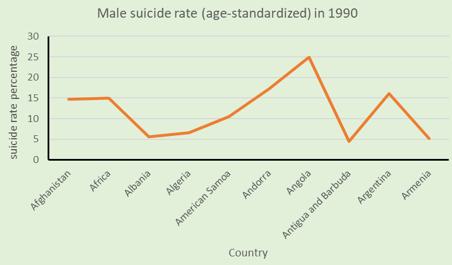 Male suicide rate (age-standardized) in 1990
suicide rate percentage
30
25
20
15
10
5
0
Afghanistan
Africa
Albania
Algeria
American Samoa
Andorra
Angola
Antigua and Barbuda
Argentina
Armenia
Country